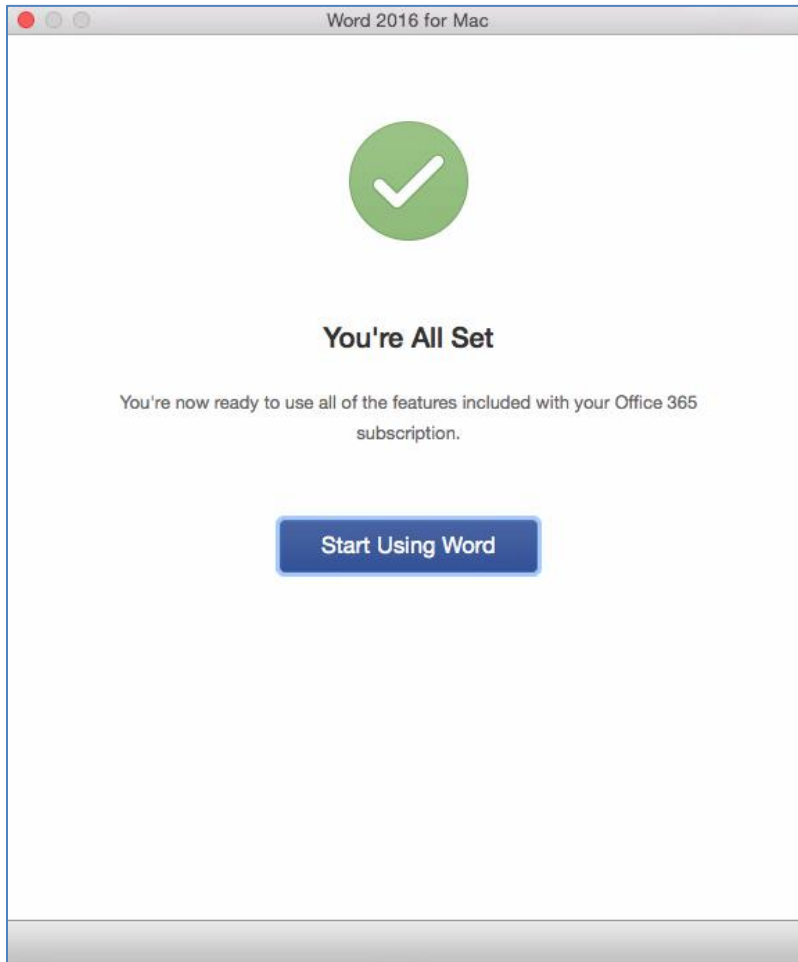 Word 2016 for Mac
You're All Set
You're now ready to use all of the features included with your Office 365
subscription.
Start Using Word